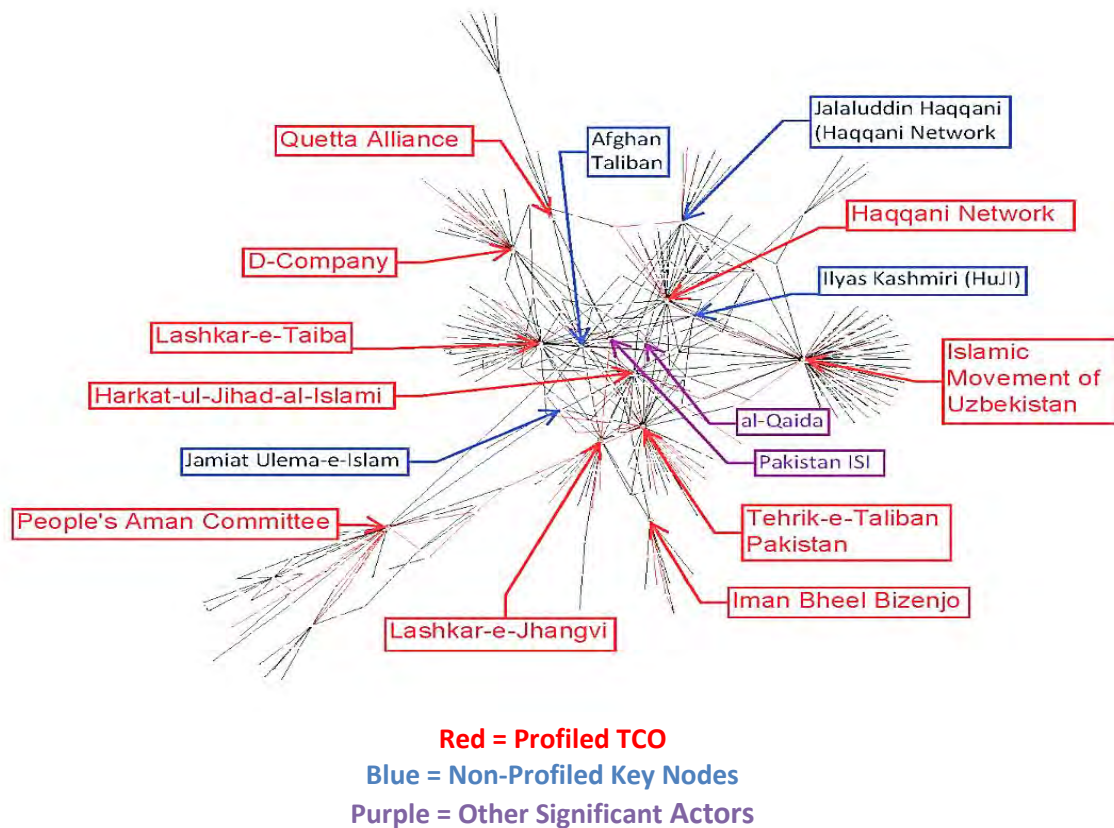 Jalaluddin Haqqani
(Haqqani Network
Afghan
Taliban
Quetta Alliance
Haqqani Network
D-Company
Ilyas Kashmiri (HuJI)
Lashkar-e-Taiba
Islamic
Movement of
Uzbekistan
Harkat-ul-Jihad-al-Islami
al-Qaida
Jamiat Ulema-e-Islam
Pakistan ISI
People's Aman Committee
Tehrik-e-Taliban
Pakistan
Iman Bheel Bizenjo
Lashkar-e-Jhangvi
Red = Profiled TCO
Blue = Non-Profiled Key Nodes
Purple = Other Significant Actors